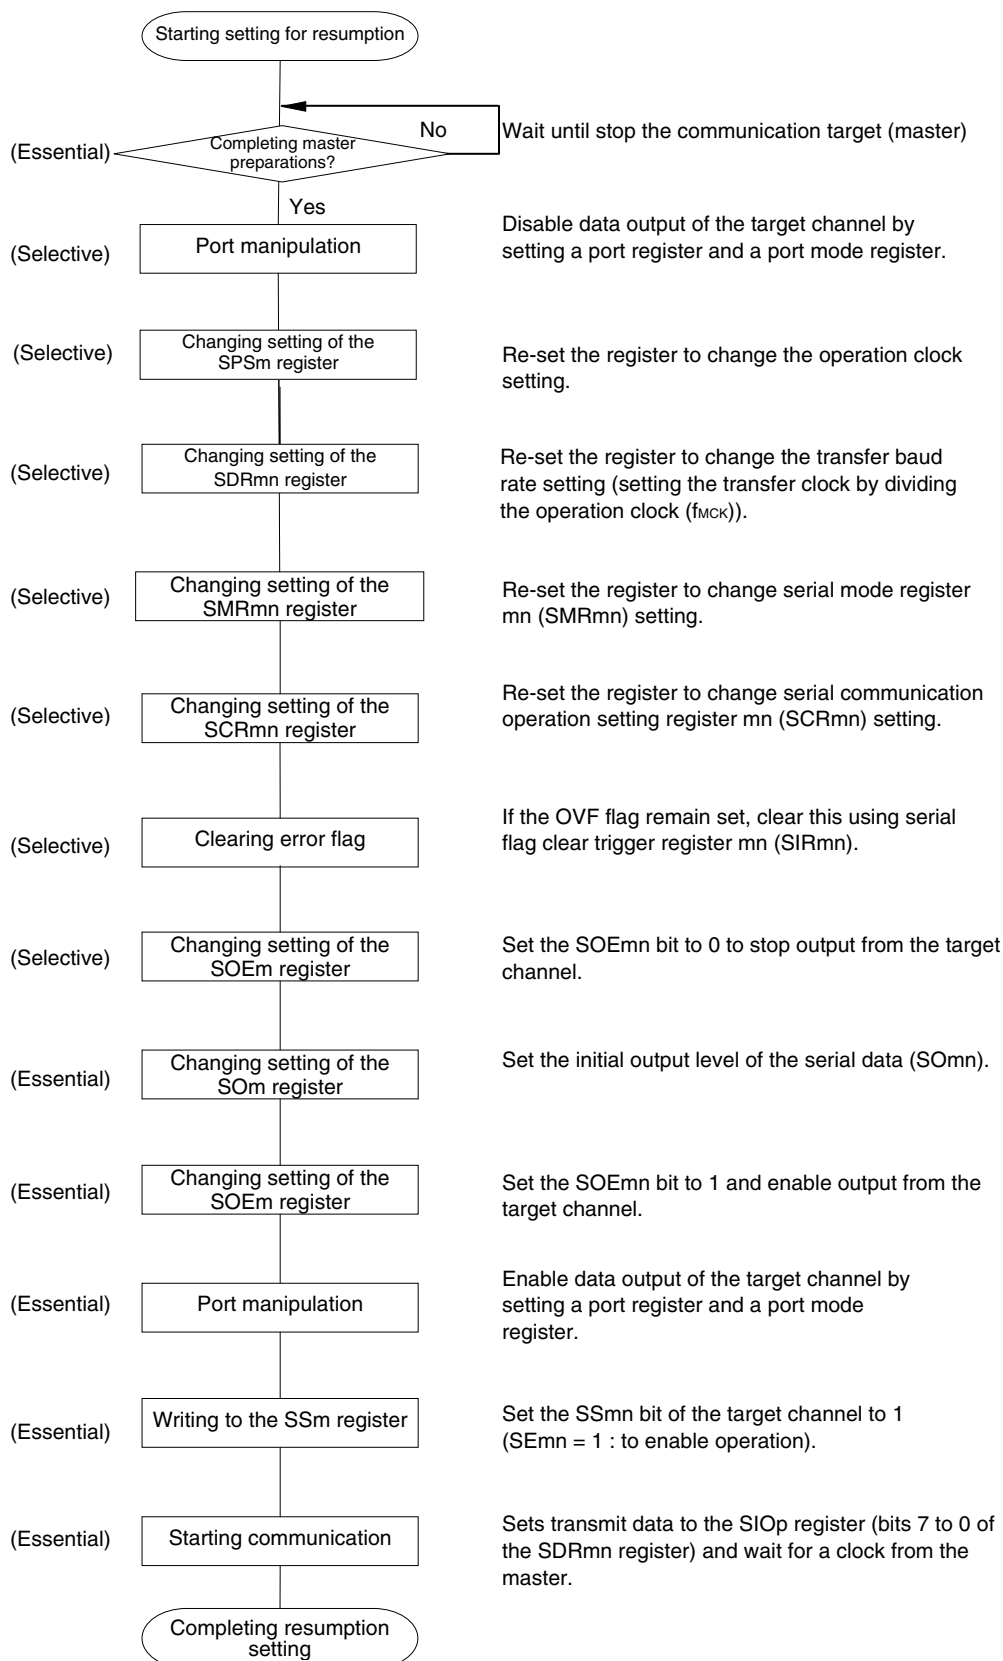 Starting setting for resumption
(Essential)
Completing master
preparations?
No
Wait until stop the communication target (master)
Yes
(Selective)
Port manipulation
Disable data output of the target channel by
setting a port register and a port mode register.
(Selective)
Changing setting of the
SPSm register
Re-set the register to change the operation clock
setting.
(Selective)
Changing setting of the
SDRmn register
Re-set the register to change the transfer baud
rate setting (setting the transfer clock by dividing
the operation clock (fMCK)).
(Selective)
Changing setting of the
SMRmn register
Re-set the register to change serial mode register
mn (SMRmn) setting.
(Selective)
Changing setting of the
SCRmn register
Re-set the register to change serial communication
operation setting register mn (SCRmn) setting.
(Selective)
Clearing error flag
If the OVF flag remain set, clear this using serial
flag clear trigger register mn (SIRmn).
(Selective)
Changing setting of the
SOEm register
Set the SOEmn bit to 0 to stop output from the target
channel.
(Essential)
Changing setting of the
SOm register
Set the initial output level of the serial data (SOmn).
(Essential)
Changing setting of the
SOEm register
Set the SOEmn bit to 1 and enable output from the
target channel.
(Essential)
Port manipulation
Enable data output of the target channel by
setting a port register and a port mode
register.
(Essential)
Writing to the SSm register
Set the SSmn bit of the target channel to 1
(SEmn = 1 : to enable operation).
(Essential)
Starting communication
Sets transmit data to the SIOp register (bits 7 to 0 of
the SDRmn register) and wait for a clock from the
master.
Completing resumption
setting